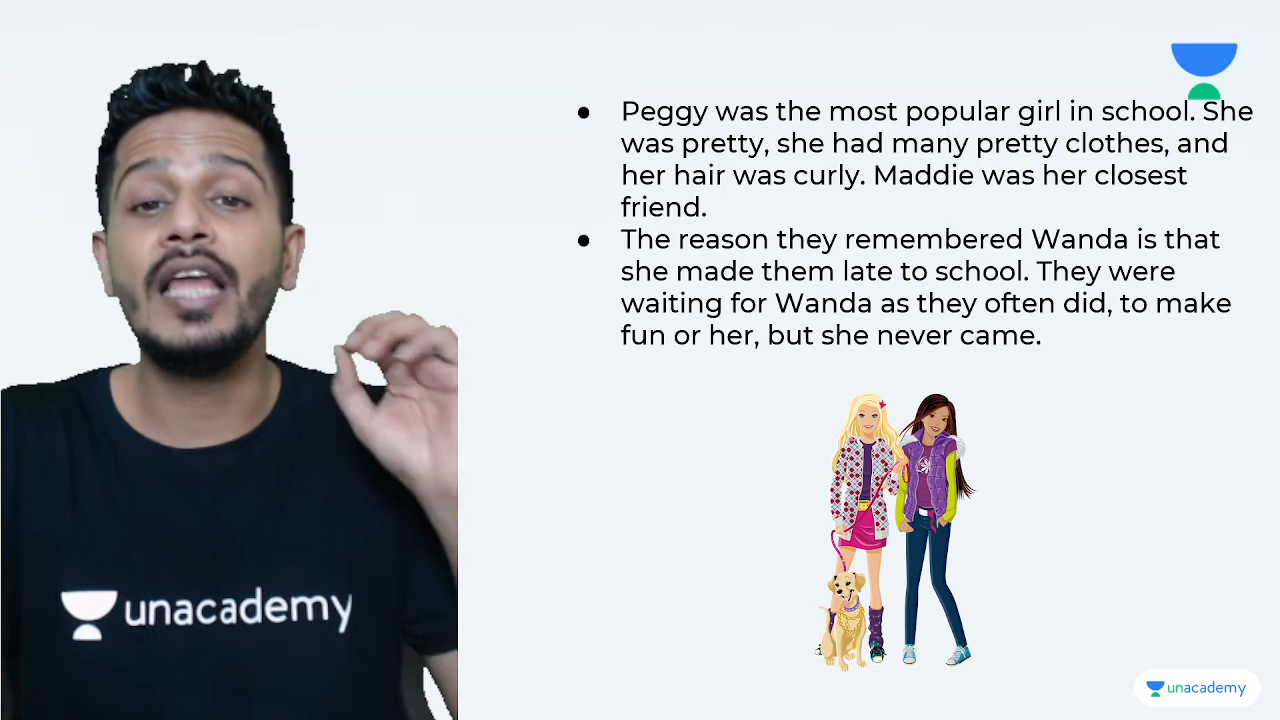 ● Peggy was the most popular girl in school. She
was pretty, she had many pretty clothes, and
her hair was curly. Maddie was her closest
friend.
● The reason they remembered Wanda is that
she made them late to school. They were
waiting for Wanda as they often did, to make
fun or her, but she never came.
unacademy
unacademy